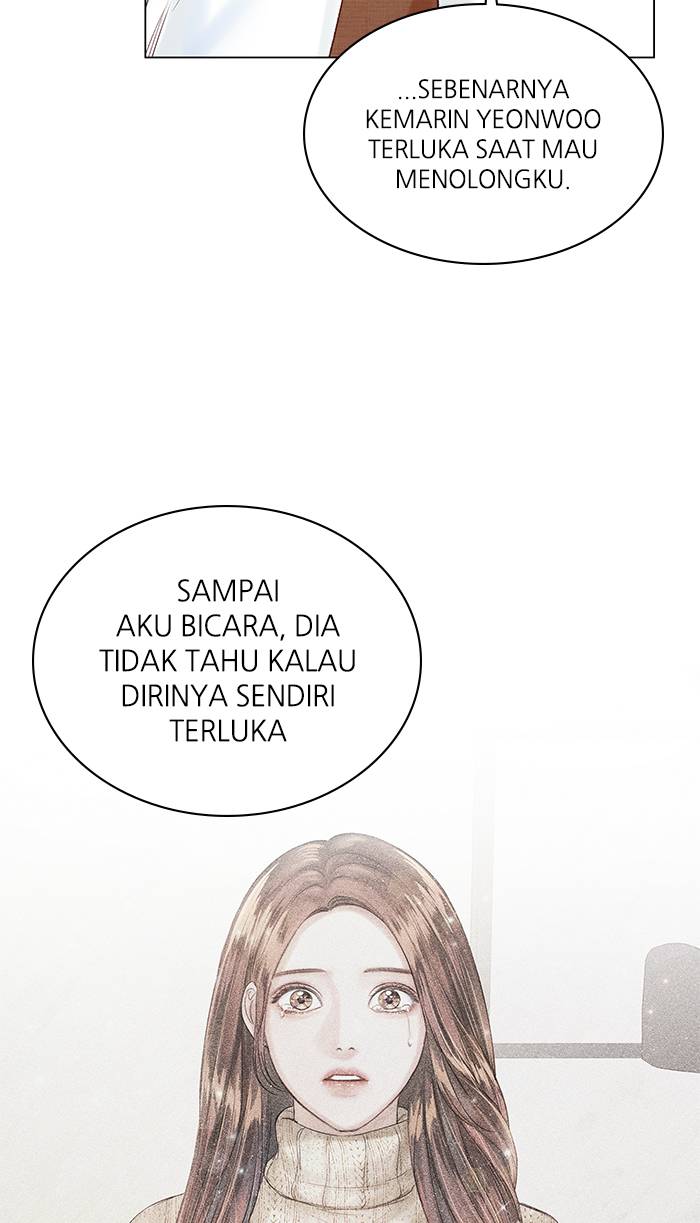 ...SEBENARNYA
KEMARIN YEONWOO
TERLUKA SAAT MAU
MENOLONGKU.
SAMPAI
AKU BICARA, DIA
TIDAK TAHU KALAU
DIRINYA SENDIRI
TERLUKA